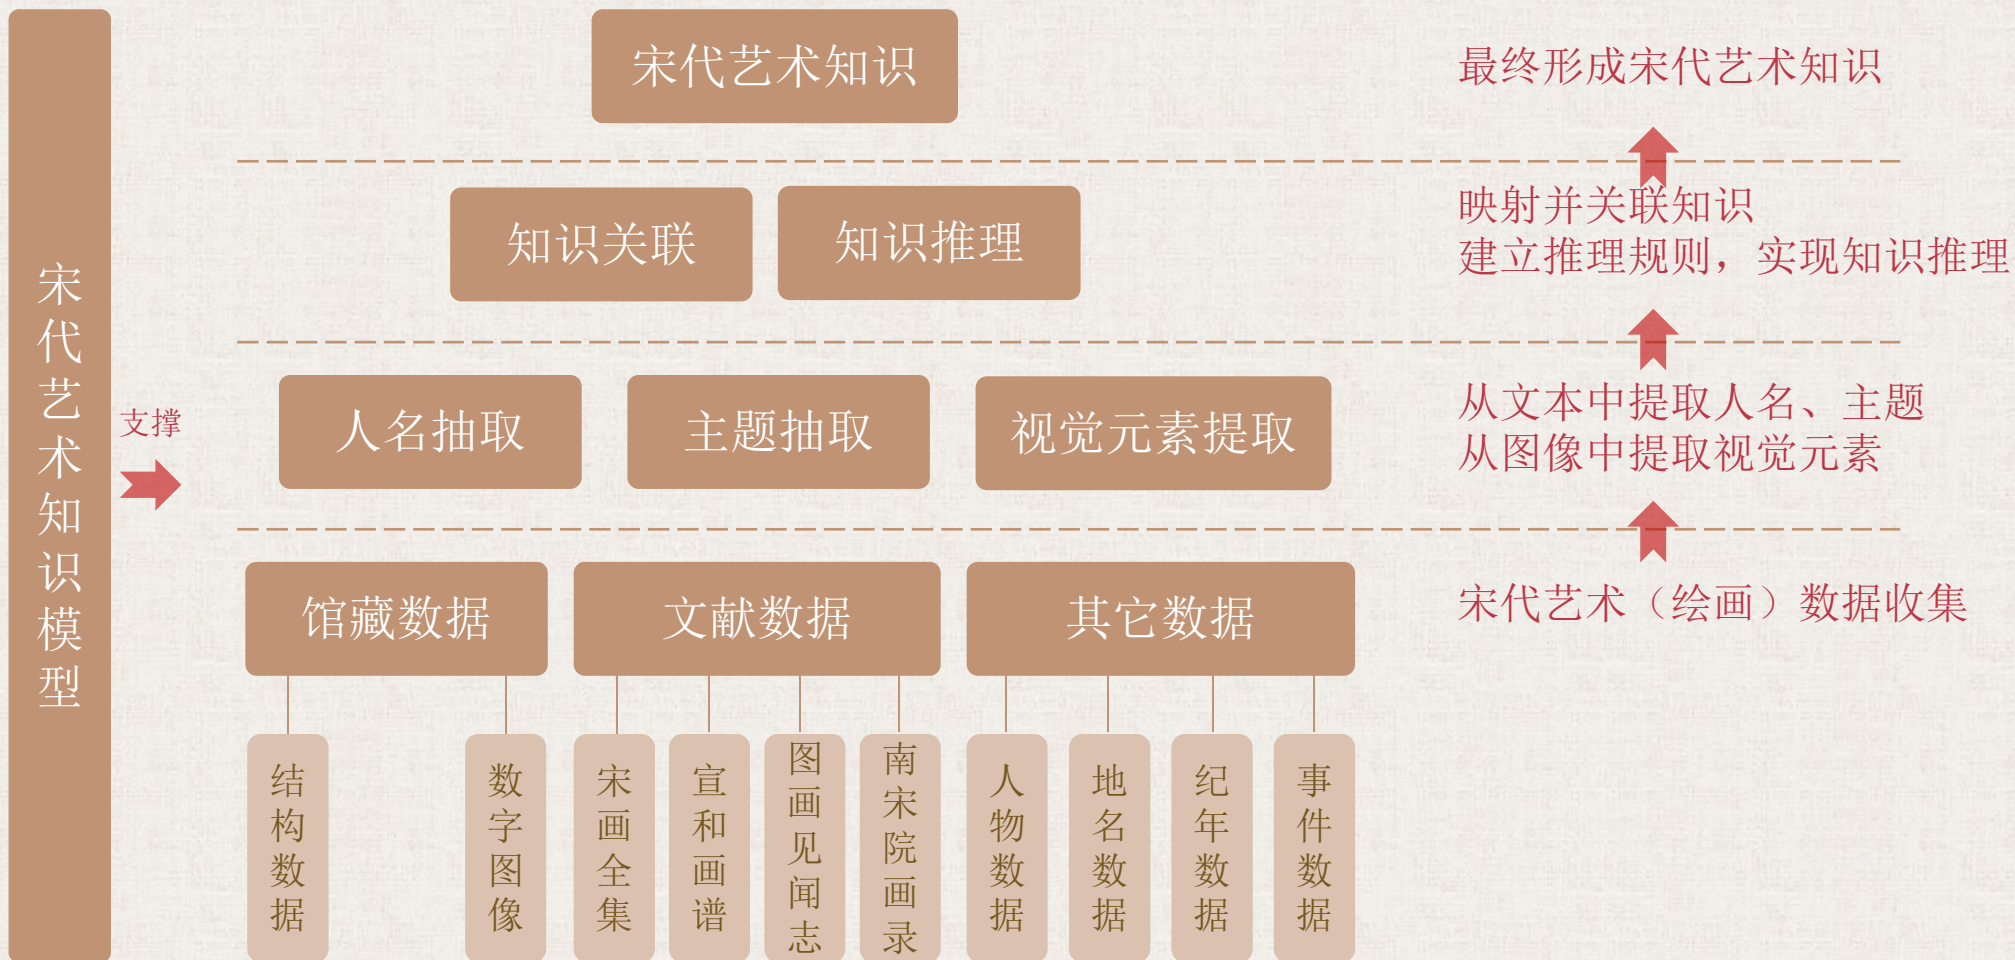 宋代艺术知识模型
支撑
宋代艺术知识
最终形成宋代艺术知识
知识关联
知识推理
映射并关联知识
建立推理规则，实现知识推理
人名抽取
主题抽取
视觉元素提取
从文本中提取人名、主题
从图像中提取视觉元素
馆藏数据
文献数据
其它数据
宋代艺术（绘画）数据收集
结构数据
数字图像
宋画全集
宣和画谱
图画见闻志
南宋院画录
人物数据
地名数据
纪年数据
事件数据